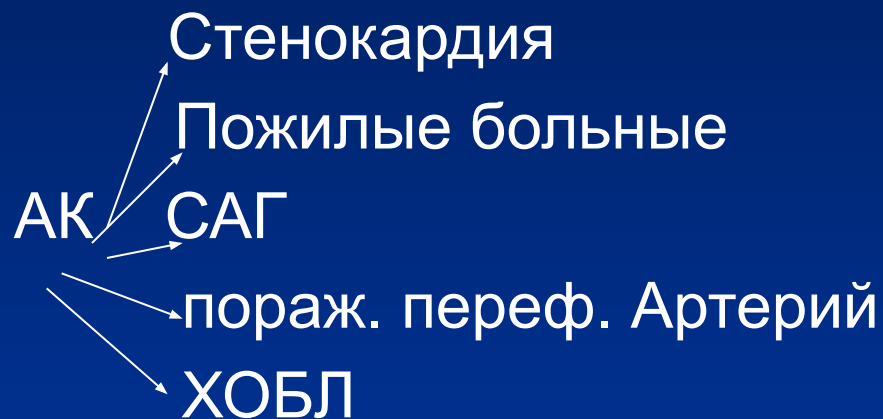 Стенокардия
Пожилые больные
АК САГ
пораж. переф. Артерий
ХОБЛ